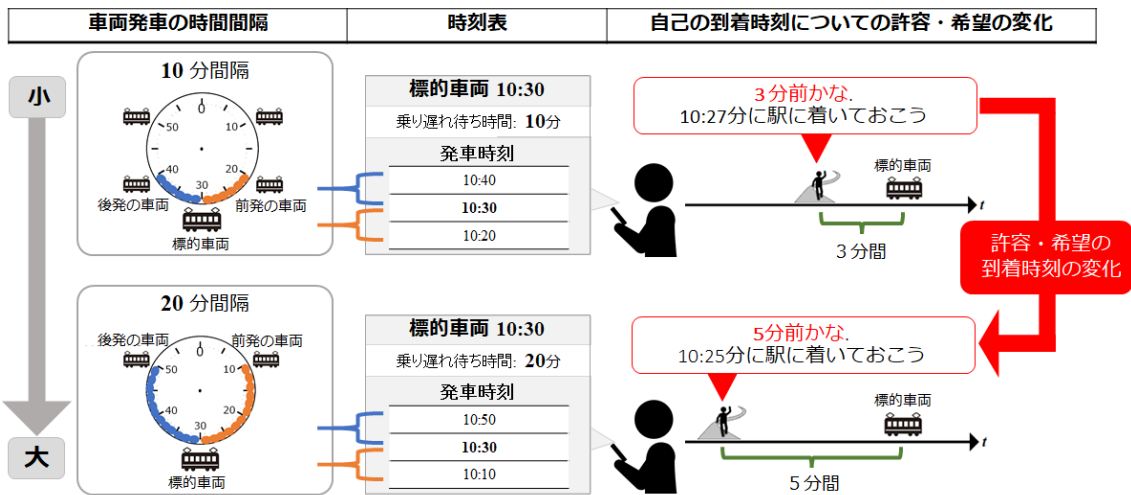 車両発車の時間間隔
時刻表
自己の到着時刻についての許容・希望の変化
小
大
10 分間隔
0
10
20
30
40
50
後発の車両
前発の車両
標的車両
標的車両 10:30
乗り遅れ待ち時間: 10分
発車時刻
10:40
10:30
10:20
3分前かな.
10:27分に駅に着いておこう
標的車両
t
3分間
許容・希望の
到着時刻の変化
20 分間隔
後発の車両
前発の車両
0
10
20
30
40
50
標的車両
標的車両 10:30
乗り遅れ待ち時間: 20分
発車時刻
10:50
10:30
10:10
5分前かな.
10:25分に駅に着いておこう
標的車両
t
5分間